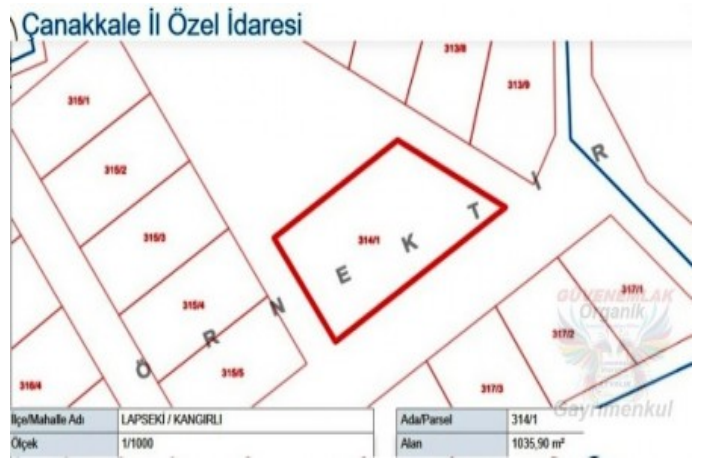 Çanakkale İl Özel İdaresi
313/8
313/9
315/1
315/2
315/3
314/1
315/4
315/5
316/4
317/1
317/2
317/3
ÖRNEKTİR
GÜVENEMLAK
Organik
Gayrimenkul
İlçe/Mahalle Adı LAPSEKİ / KANGIRLI
Ölçek 1/1000
Ada/Parsel 314/1
Alan 1035,90 m²